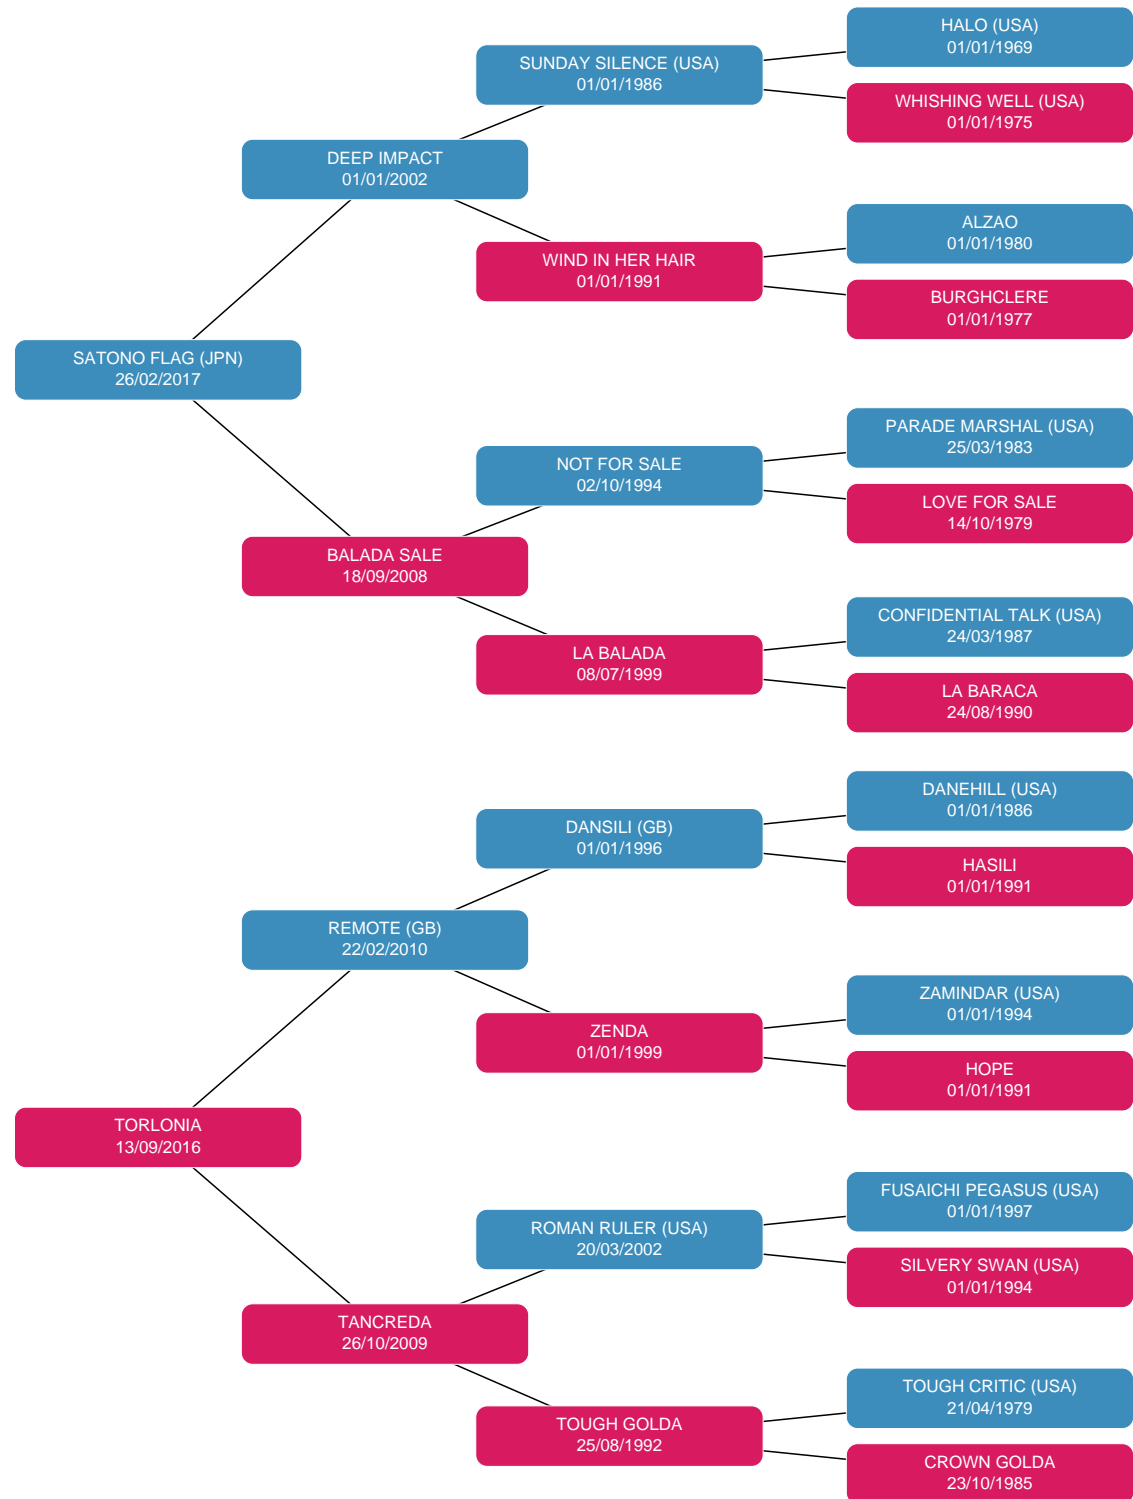 HALO (USA)
01/01/1969
SUNDAY SILENCE (USA)
01/01/1986
WHISHING WELL (USA)
01/01/1975
DEEP IMPACT
01/01/2002
ALZAO
01/01/1980
WIND IN HER HAIR
01/01/1991
BURGHCLERE
01/01/1977
SATONO FLAG (JPN)
26/02/2017
PARADE MARSHAL (USA)
25/03/1983
NOT FOR SALE
02/10/1994
LOVE FOR SALE
14/10/1979
BALADA SALE
18/09/2008
CONFIDENTIAL TALK (USA)
24/03/1987
LA BALADA
08/07/1999
LA BARACA
24/08/1990
DANEHILL (USA)
01/01/1986
DANSILI (GB)
01/01/1996
HASILI
01/01/1991
REMOTE (GB)
22/02/2010
ZAMINDAR (USA)
01/01/1994
ZENDA
01/01/1999
HOPE
01/01/1991
TORLONIA
13/09/2016
FUSAICHI PEGASUS (USA)
01/01/1997
ROMAN RULER (USA)
20/03/2002
SILVERY SWAN (USA)
01/01/1994
TANCREDA
26/10/2009
TOUGH CRITIC (USA)
21/04/1979
TOUGH GOLDA
25/08/1992
CROWN GOLDA
23/10/1985